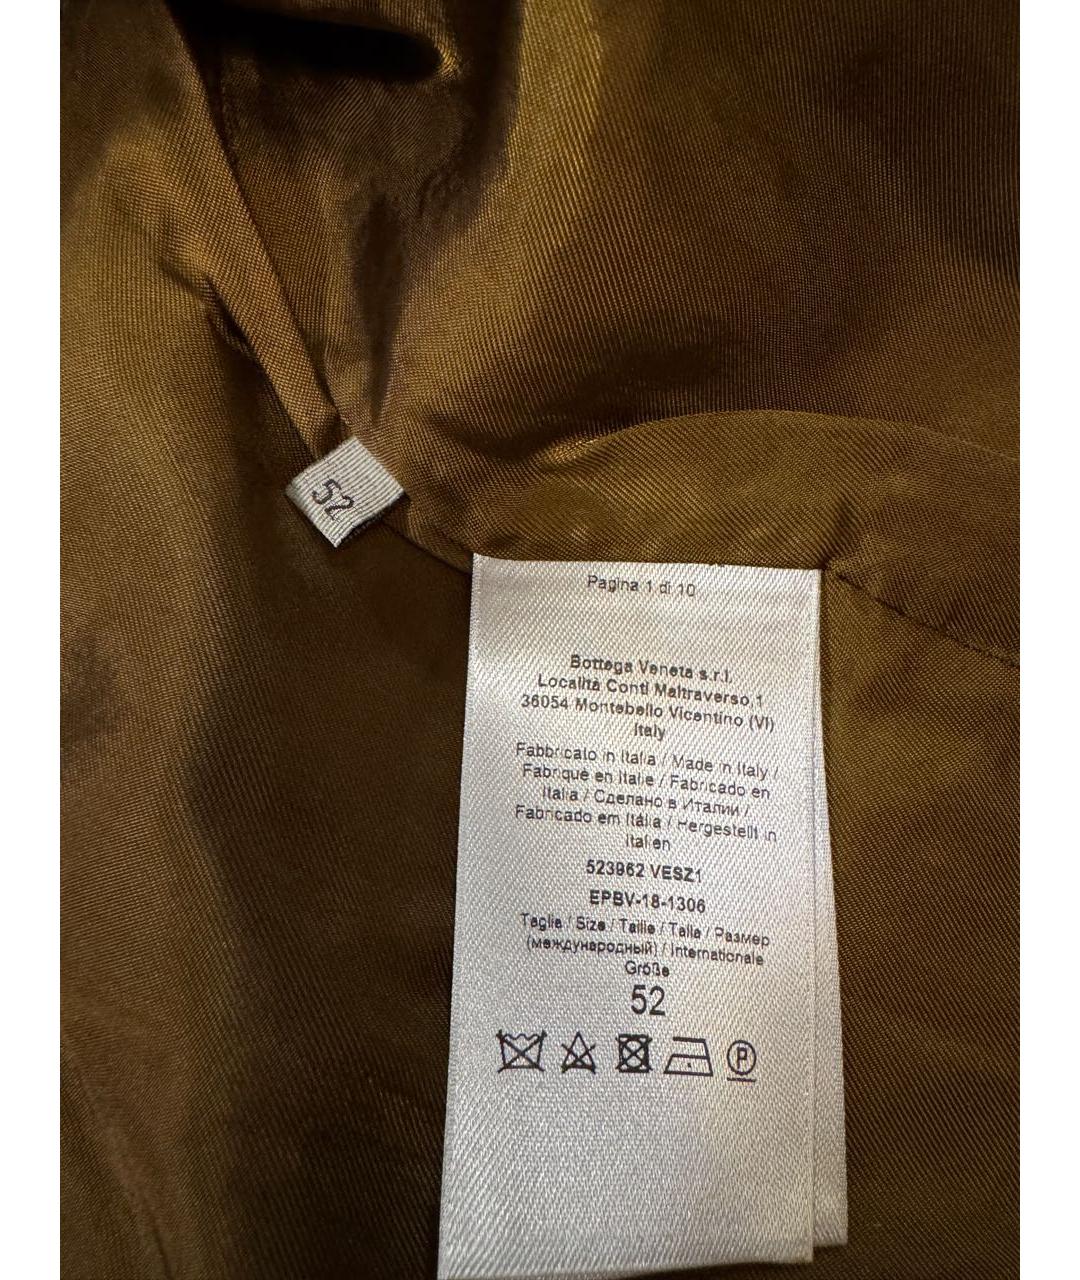 52
Pagina 1 di 10
Bottega Veneta s.r.l.
Località Conti Maltraverso 1
36054 Montebello Vicentino (VI)
Italy
Fabbricato in Italia / Made in Italy /
Fabriqué en Italie / Fabricado en
Italia / Сделано в Италии /
Fabricado em Itália / Hergestellt in
Italien
523962 VESZ1
EPBV-18-1306
Taglia / Size / Taille / Talla / Размер
(международный) / Internationale
Größe
52
P